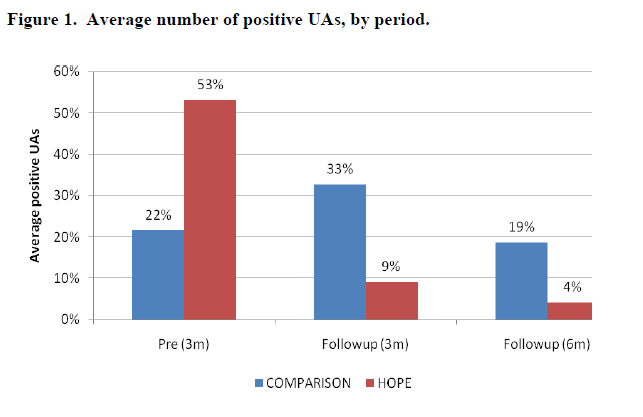 Figure 1.  Average number of positive UAs, by period.
60%
50%
40%
30%
20%
10%
0%
Average positive UAs
22%
53%
33%
9%
19%
4%
Pre (3m)
Followup (3m)
Followup (6m)
COMPARISON
HOPE